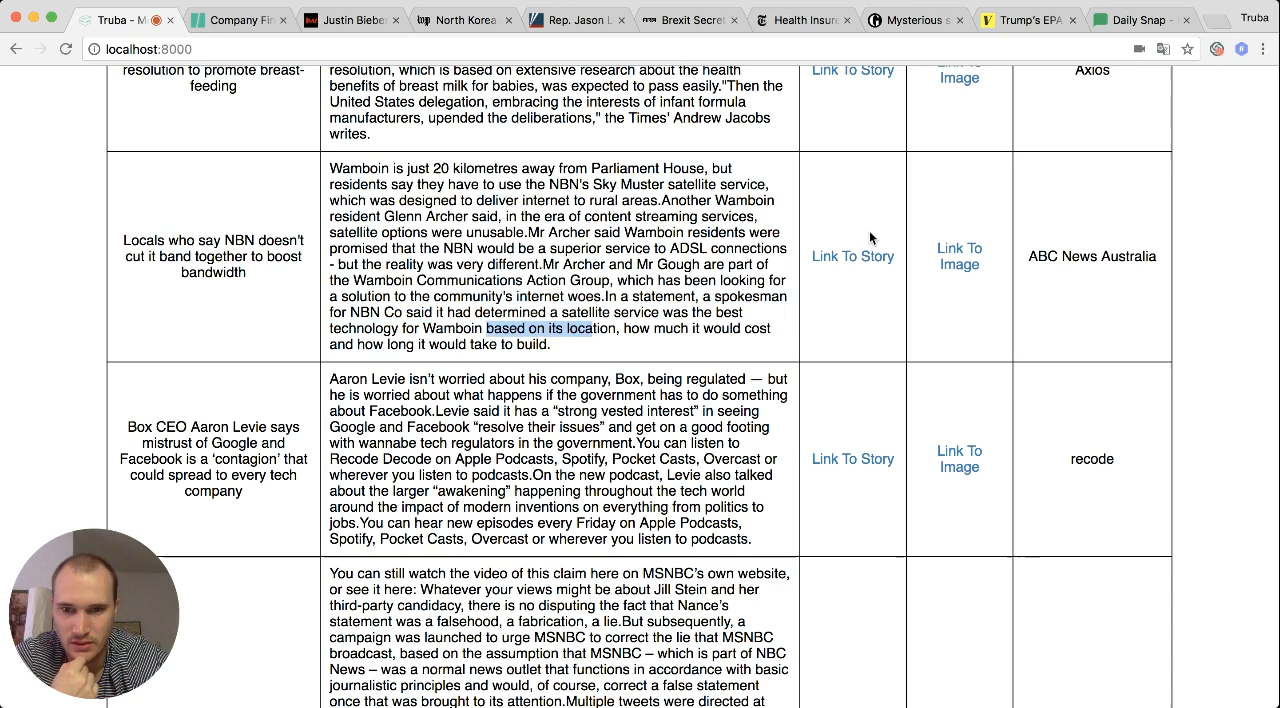 Truba - M
Company Fir
Justin Bieber
North Korea
Rep. Jason L
Brexit Secret
Health Insur
Mysterious s
Trump's EPA
Daily Snap -
Truba
localhost:8000
resolution to promote breast-
feeding
resolution, which is based on extensive research about the health
benefits of breast milk for babies, was expected to pass easily."Then the
United States delegation, embracing the interests of infant formula
manufacturers, upended the deliberations," the Times' Andrew Jacobs
writes.
Link To Story
Link To
Image
Axios
Locals who say NBN doesn't
cut it band together to boost
bandwidth
Wamboin is just 20 kilometres away from Parliament House, but
residents say they have to use the NBN's Sky Muster satellite service,
which was designed to deliver internet to rural areas.Another Wamboin
resident Glenn Archer said, in the era of content streaming services,
satellite options were unusable.Mr Archer said Wamboin residents were
promised that the NBN would be a superior service to ADSL connections
- but the reality was very different.Mr Archer and Mr Gough are part of
the Wamboin Communications Action Group, which has been looking for
a solution to the community's internet woes.In a statement, a spokesman
for NBN Co said it had determined a satellite service was the best
technology for Wamboin based on its location, how much it would cost
and how long it would take to build.
Link To Story
Link To
Image
ABC News Australia
Box CEO Aaron Levie says
mistrust of Google and
Facebook is a 'contagion' that
could spread to every tech
company
Aaron Levie isn't worried about his company, Box, being regulated — but
he is worried about what happens if the government has to do something
about Facebook.Levie said it has a “strong vested interest” in seeing
Google and Facebook “resolve their issues” and get on a good footing
with wannabe tech regulators in the government.You can listen to
Recode Decode on Apple Podcasts, Spotify, Pocket Casts, Overcast or
wherever you listen to podcasts.On the new podcast, Levie also talked
about the larger “awakening” happening throughout the tech world
around the impact of modern inventions on everything from politics to
jobs.You can hear new episodes every Friday on Apple Podcasts,
Spotify, Pocket Casts, Overcast or wherever you listen to podcasts.
Link To Story
Link To
Image
recode
You can still watch the video of this claim here on MSNBC's own website,
or see it here: Whatever your views might be about Jill Stein and her
third-party candidacy, there is no disputing the fact that Nance's
statement was a falsehood, a fabrication, a lie.But subsequently, a
campaign was launched to urge MSNBC to correct the lie that MSNBC
broadcast, based on the assumption that MSNBC – which is part of NBC
News – was a normal news outlet that functions in accordance with basic
journalistic principles and would, of course, correct a false statement
once that was brought to its attention.Multiple tweets were directed at